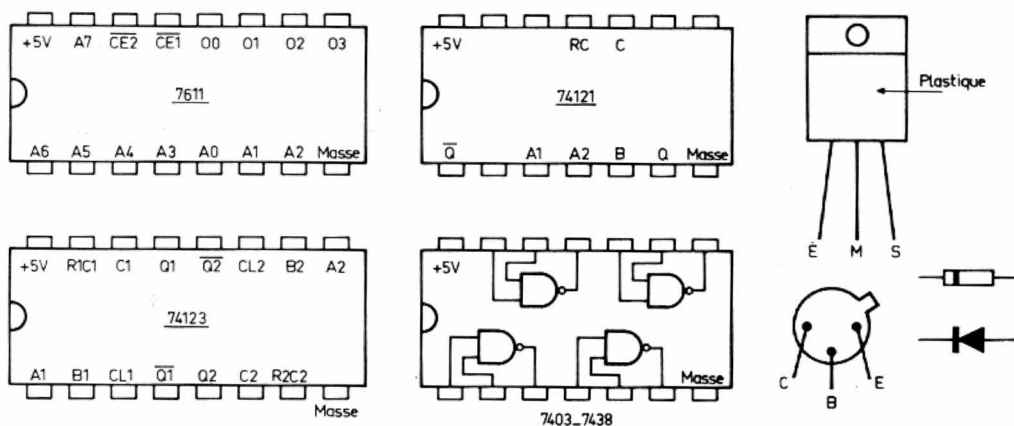 +5V A7 CE2 CE1 O0 O1 O2 O3
7611
A6 A5 A4 A3 A0 A1 A2 Masse
+5V RC C
74121
Q A1 A2 B Q Masse
Plastique
E M S
+5V R1C1 C1 Q1 Q2 CL2 B2 A2
74123
A1 B1 CL1 Q1 Q2 C2 R2C2
Masse
+5V
Masse
7403_7438
C B E